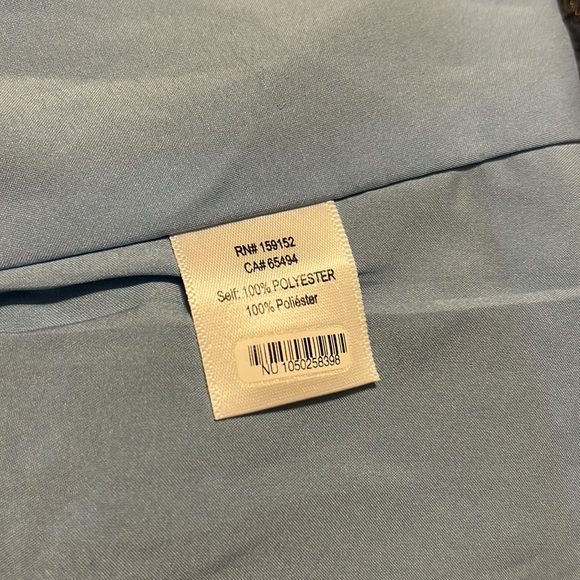 RN# 159152
CA# 65494
Self: 100% POLYESTER
100% Poliéster
NU 1050258398